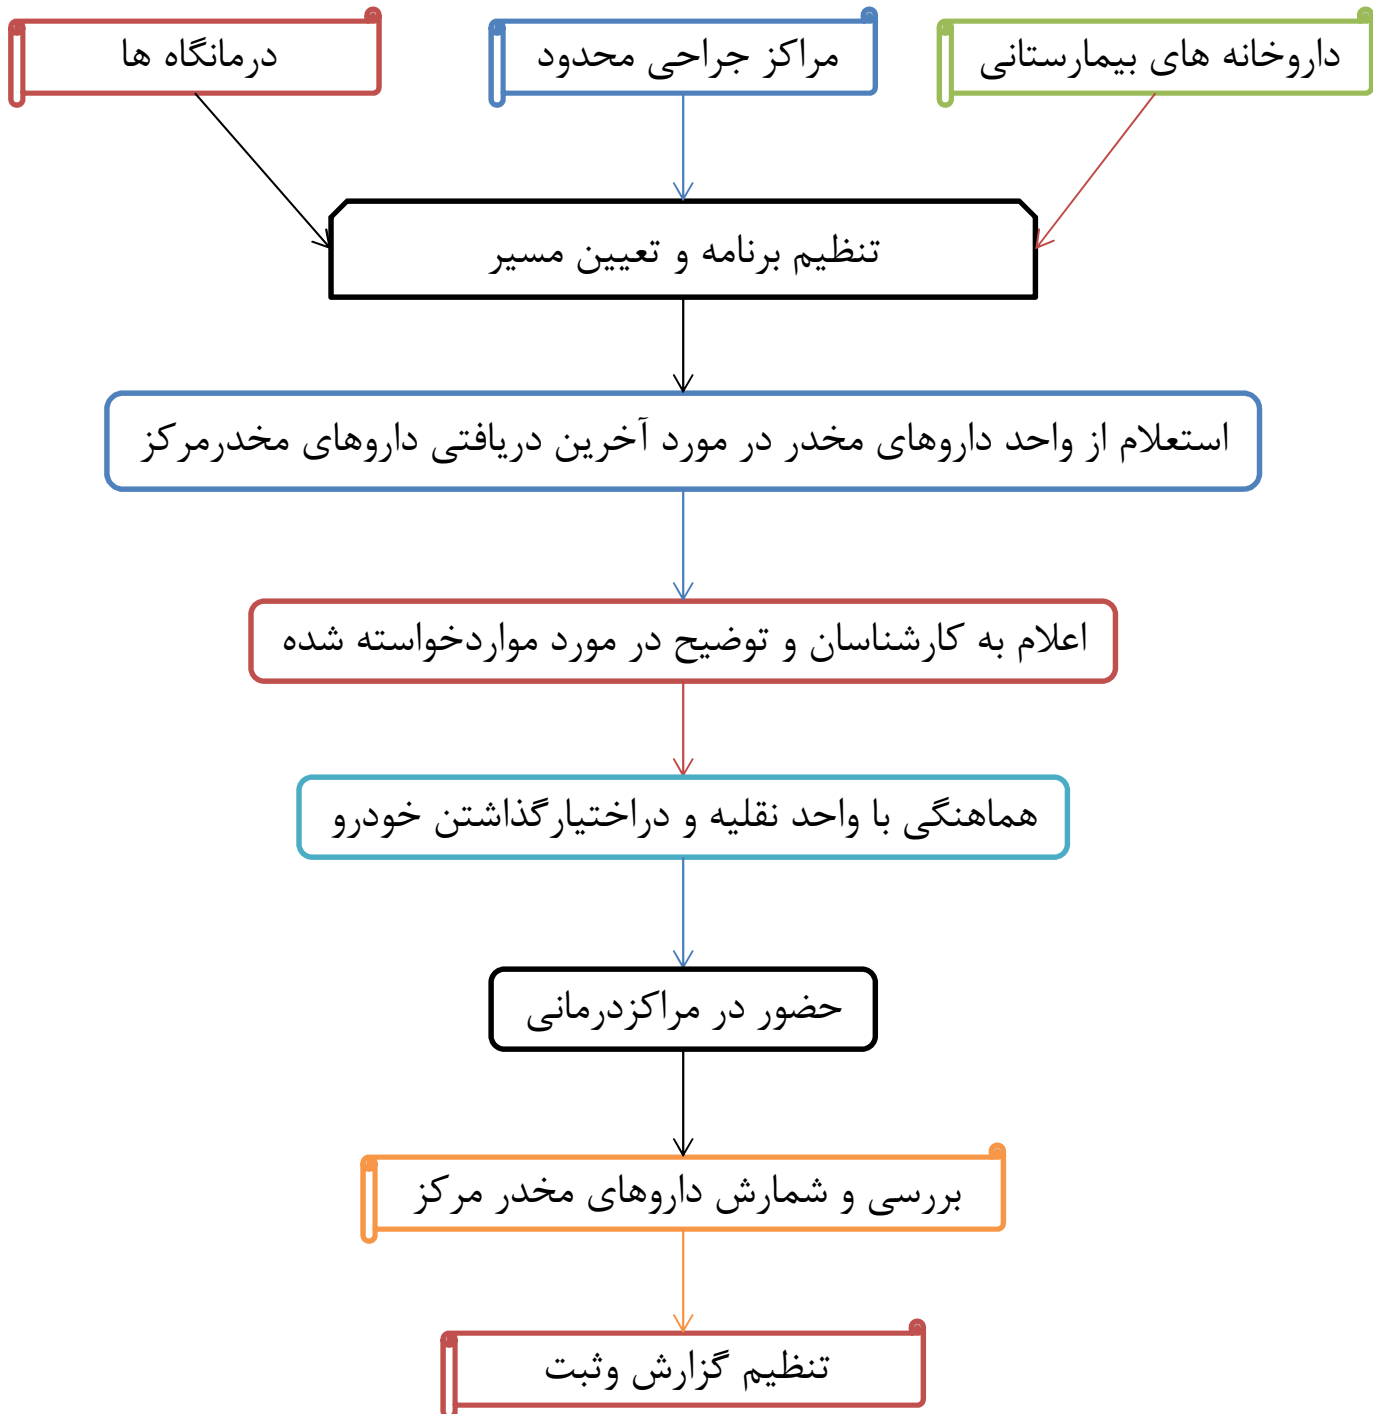 داروخانه های بیمارستانی
مراکز جراحی محدود
درمانگاه ها
تنظیم برنامه و تعیین مسیر
استعلام از واحد داروهای مخدر در مورد آخرین دریافتی داروهای مخدرمرکز
اعلام به کارشناسان و توضیح در مورد مواردخواسته شده
هماهنگی با واحد نقلیه و دراختیارگذاشتن خودرو
حضور در مراکزدرمانی
بررسی و شمارش داروهای مخدر مرکز
تنظیم گزارش وثبت